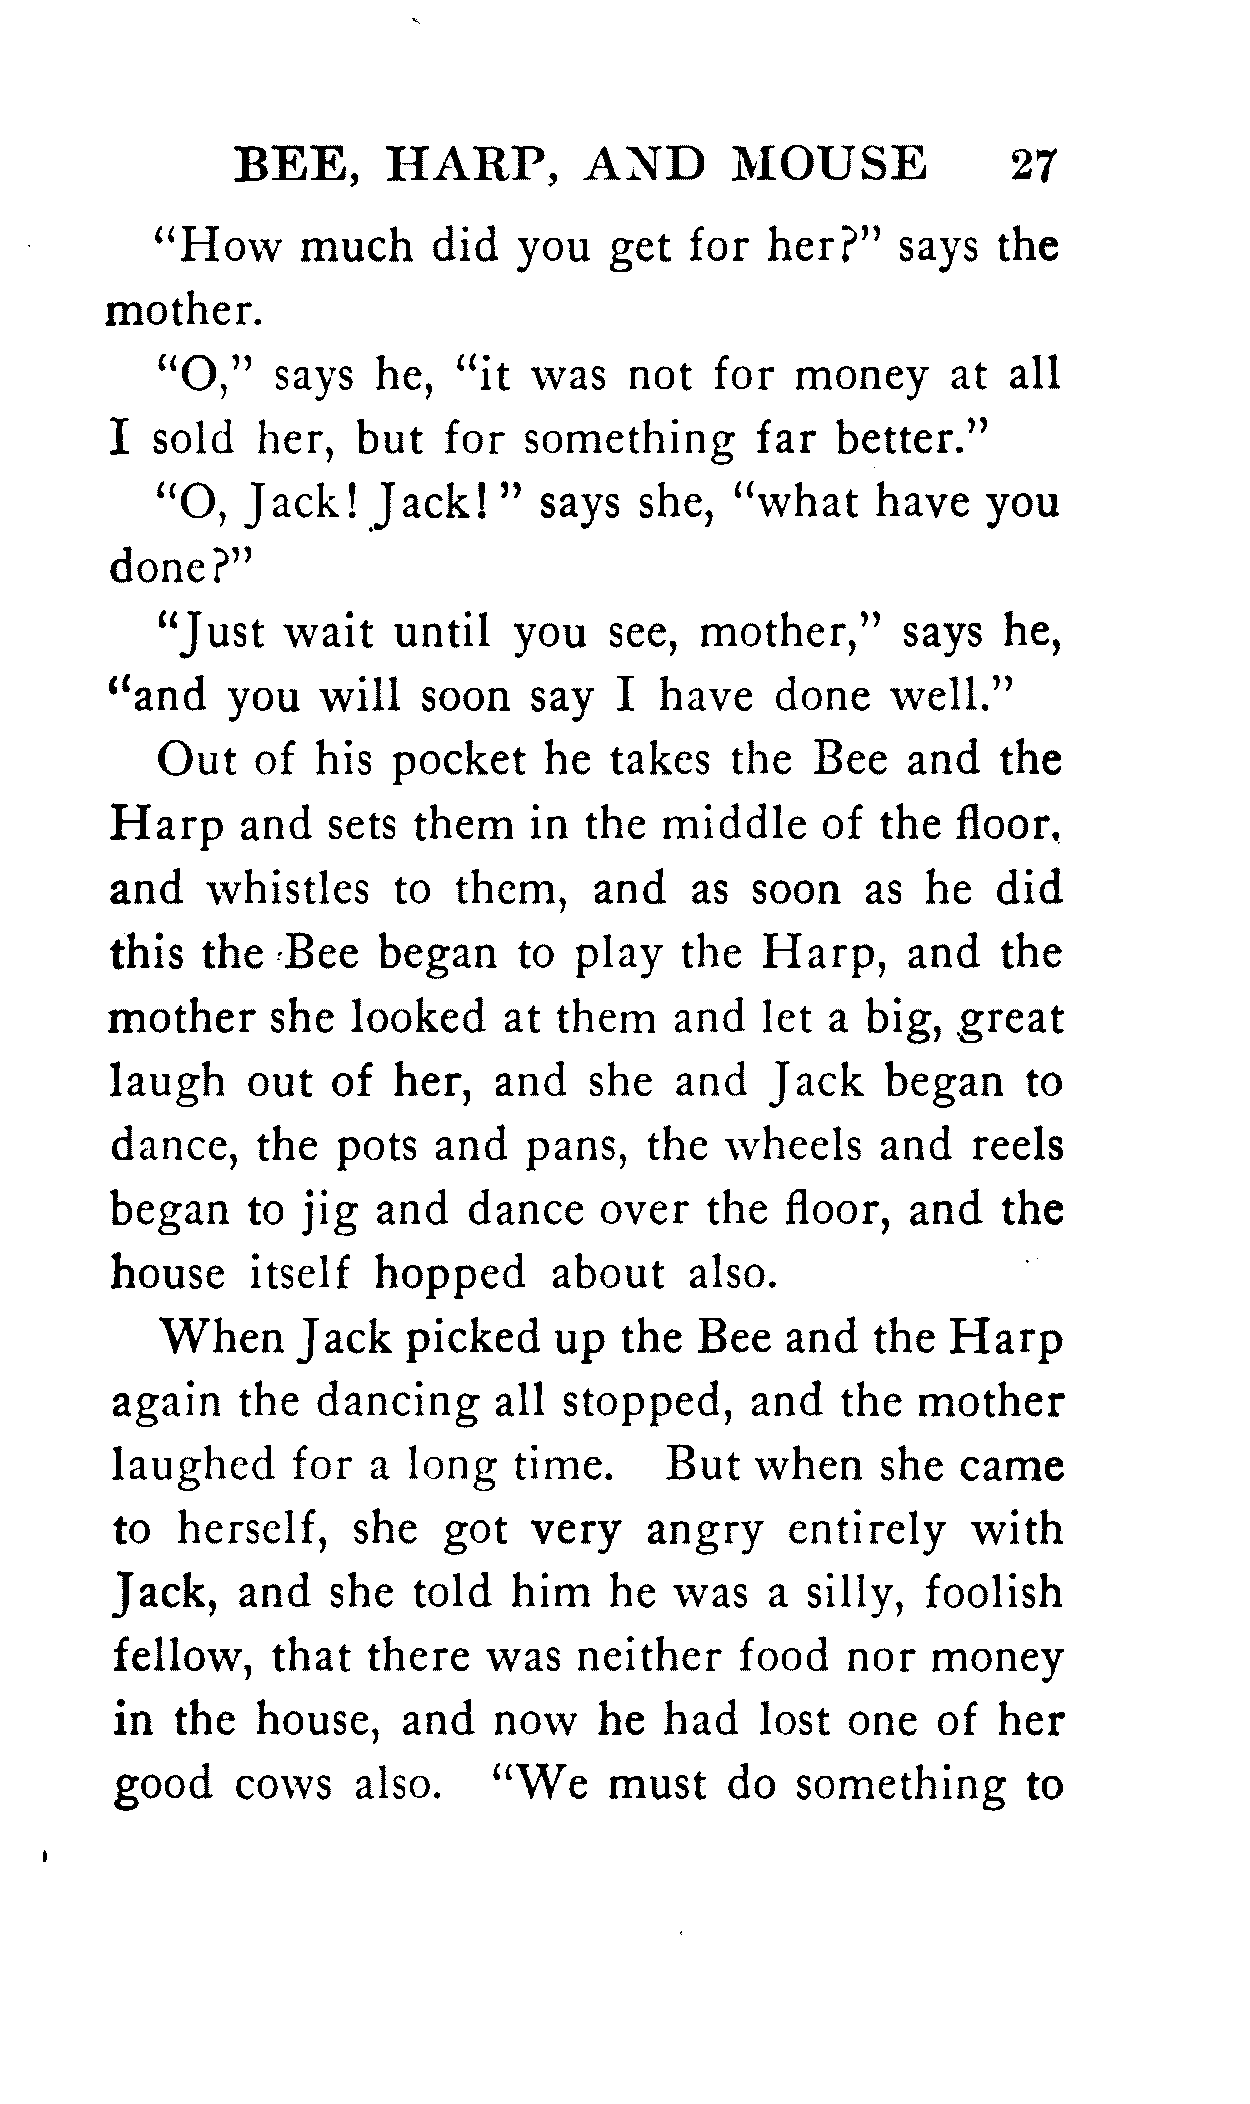 BEE, HARP, AND MOUSE 27
"How much did you get for her?" says the
mother.
"O," says he, "it was not for money at all
I sold her, but for something far better."
"O, Jack! Jack!" says she, "what have you
done?"
"Just wait until you see, mother," says he,
"and you will soon say I have done well."
Out of his pocket he takes the Bee and the
Harp and sets them in the middle of the floor,
and whistles to them, and as soon as he did
this the Bee began to play the Harp, and the
mother she looked at them and let a big, great
laugh out of her, and she and Jack began to
dance, the pots and pans, the wheels and reels
began to jig and dance over the floor, and the
house itself hopped about also.
When Jack picked up the Bee and the Harp
again the dancing all stopped, and the mother
laughed for a long time. But when she came
to herself, she got very angry entirely with
Jack, and she told him he was a silly, foolish
fellow, that there was neither food nor money
in the house, and now he had lost one of her
good cows also. "We must do something to